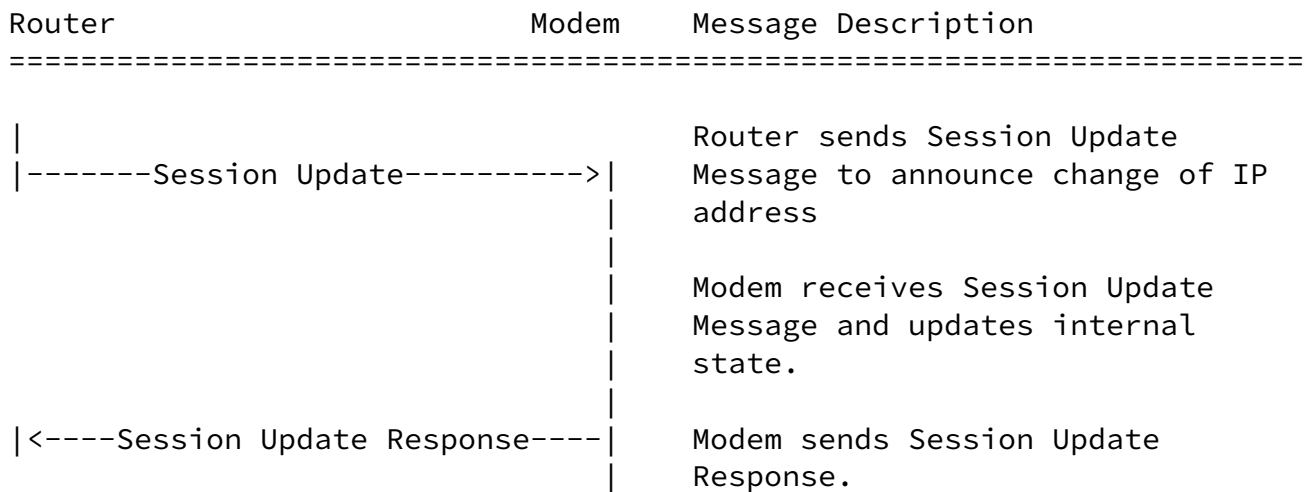 Router                       Modem    Message Description
========================================================================

|                                     Router sends Session Update
|-------Session Update---------->|    Message to announce change of IP
                                 |    address
                                 |
                                 |    Modem receives Session Update
                                 |    Message and updates internal
                                 |    state.
                                 |
|<----Session Update Response----|    Modem sends Session Update
                                 |    Response.